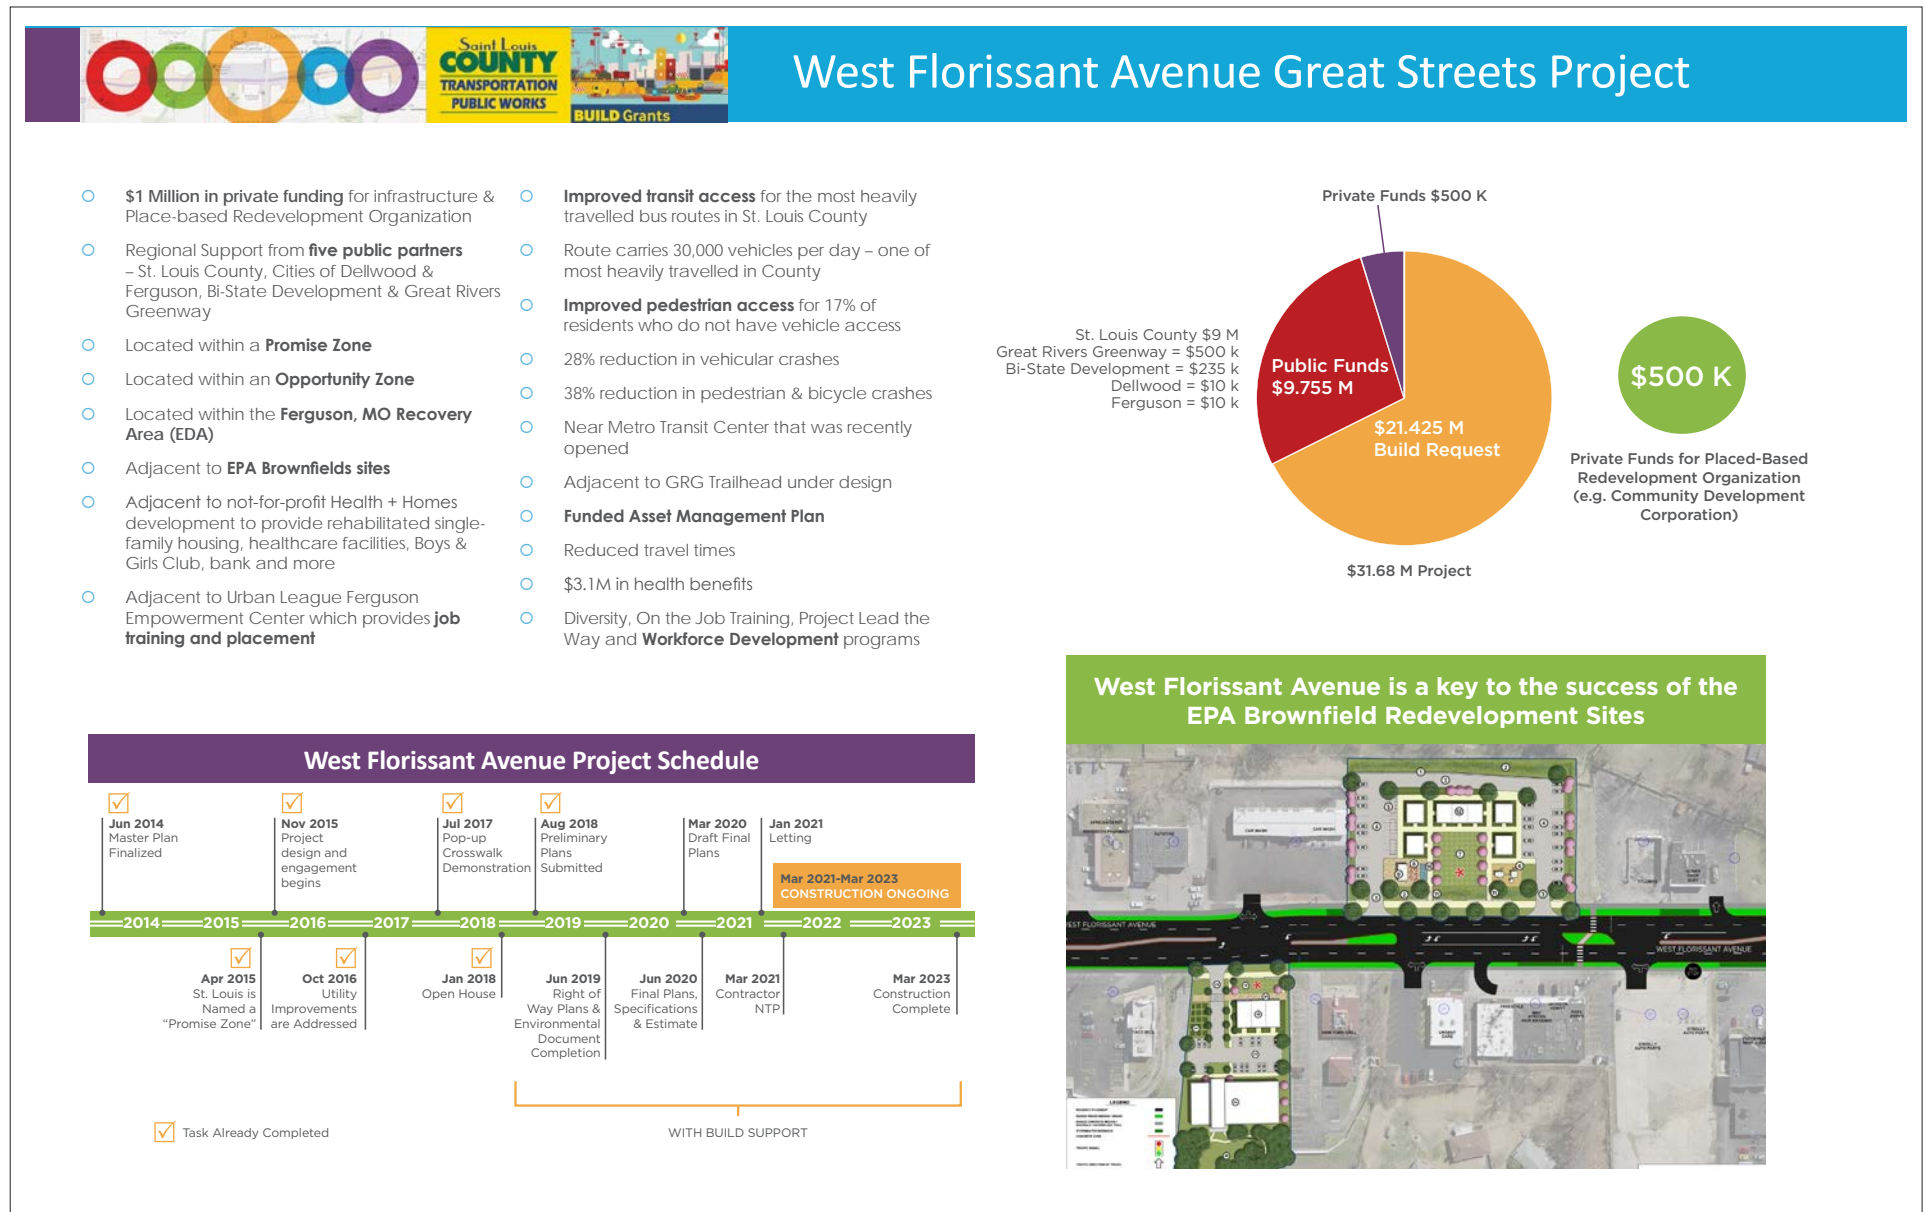 Saint Louis
COUNTY
TRANSPORTATION
PUBLIC WORKS
BUILD Grants
West Florissant Avenue Great Streets Project
$1 Million in private funding for infrastructure &
Place-based Redevelopment Organization
Regional Support from five public partners
– St. Louis County, Cities of Dellwood &
Ferguson, Bi-State Development & Great Rivers
Greenway
Located within a Promise Zone
Located within an Opportunity Zone
Located within the Ferguson, MO Recovery
Area (EDA)
Adjacent to EPA Brownfields sites
Adjacent to not-for-profit Health + Homes
development to provide rehabilitated single-
family housing, healthcare facilities, Boys &
Girls Club, bank and more
Adjacent to Urban League Ferguson
Empowerment Center which provides job
training and placement
Improved transit access for the most heavily
travelled bus routes in St. Louis County
Route carries 30,000 vehicles per day – one of
most heavily travelled in County
Improved pedestrian access for 17% of
residents who do not have vehicle access
28% reduction in vehicular crashes
38% reduction in pedestrian & bicycle crashes
Near Metro Transit Center that was recently
opened
Adjacent to GRG Trailhead under design
Funded Asset Management Plan
Reduced travel times
$3.1M in health benefits
Diversity, On the Job Training, Project Lead the
Way and Workforce Development programs
Private Funds $500 K
St. Louis County $9 M
Great Rivers Greenway = $500 k
Bi-State Development = $235 k
Dellwood = $10 k
Ferguson = $10 k
Public Funds
$9.755 M
$21.425 M
Build Request
$31.68 M Project
$500 K
Private Funds for Placed-Based
Redevelopment Organization
(e.g. Community Development
Corporation)
West Florissant Avenue Project Schedule
Jun 2014
Master Plan
Finalized
Nov 2015
Project
design and
engagement
begins
Jul 2017
Pop-up
Crosswalk
Demonstration
Aug 2018
Preliminary
Plans
Submitted
Mar 2020
Draft Final
Plans
Jan 2021
Letting
Mar 2021-Mar 2023
CONSTRUCTION ONGOING
2014 2015 2016 2017 2018 2019 2020 2021 2022 2023
Apr 2015
St. Louis is
Named a
“Promise Zone”
Oct 2016
Utility
Improvements
are Addressed
Jan 2018
Open House
Jun 2019
Right of
Way Plans &
Environmental
Document
Completion
Jun 2020
Final Plans,
Specifications
& Estimate
Mar 2021
Contractor
NTP
Mar 2023
Construction
Complete
Task Already Completed
WITH BUILD SUPPORT
West Florissant Avenue is a key to the success of the
EPA Brownfield Redevelopment Sites
CAR WASH
CAR WASH
WEST FLORISSANT AVENUE
WEST FLORISSANT AVENUE
URGENT
CARE
O'REILLY
AUTO PARTS
LEGEND